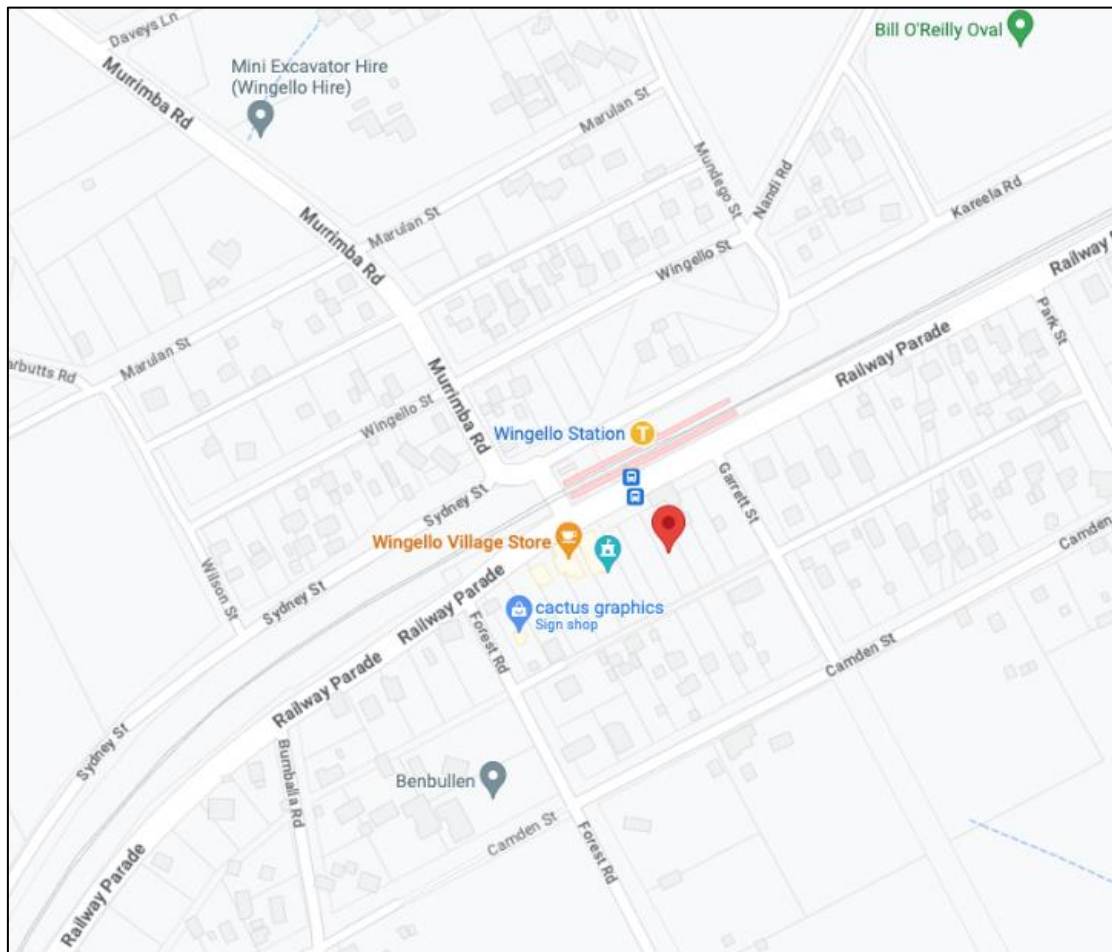 Daveys Ln
Bill O'Reilly Oval
Mini Excavator Hire
(Wingello Hire)
Murrimba Rd
Marulan St
Mundego St
Nandi Rd
Kareela Rd
Marulan St
Murrimba Rd
Wingello St
Railway
Park St
Marulan St
arbutts Rd
Railway Parade
Murrimba Rd
Wingello St
Wingello Station
T
Garrett St
Sydney St
Camden
Wingello Village Store
Wilson St
Sydney St
Railway Parade
cactus graphics
Sign shop
Forest Rd
Camden St
Railway Parade
Sydney St
Bumballa Rd
Benbullen
Camden St
Forest Rd
Railway Parade